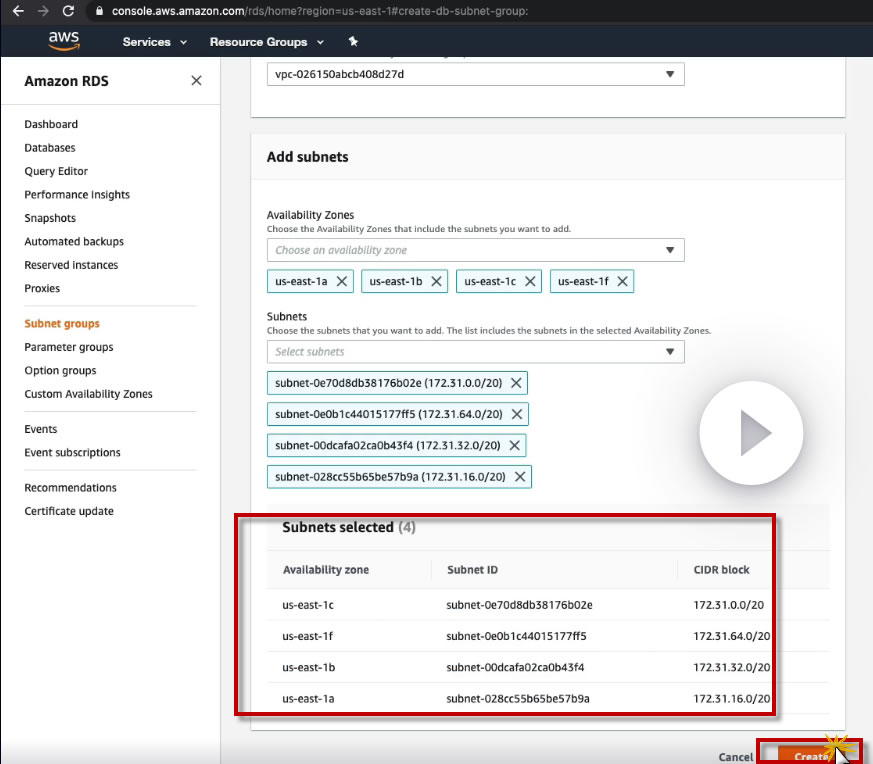 console.aws.amazon.com/rds/home?region=us-east-1#create-db-subnet-group:
aws Services Resource Groups
Amazon RDS
Dashboard
Databases
Query Editor
Performance Insights
Snapshots
Automated backups
Reserved instances
Proxies
Subnet groups
Parameter groups
Option groups
Custom Availability Zones
Events
Event subscriptions
Recommendations
Certificate update
vpc-026150abcb408d27d
Add subnets
Availability Zones
Choose the Availability Zones that include the subnets you want to add.
Choose an availability zone
us-east-1a us-east-1b us-east-1c us-east-1f
Subnets
Choose the subnets that you want to add. The list includes the subnets in the selected Availability Zones.
Select subnets
subnet-0e70d8db38176b02e (172.31.0.0/20)
subnet-0e0b1c44015177ff5 (172.31.64.0/20)
subnet-00dcafa02ca0b43f4 (172.31.32.0/20)
subnet-028cc55b65be57b9a (172.31.16.0/20)
Subnets selected (4)
Availability zone Subnet ID CIDR block
us-east-1c subnet-0e70d8db38176b02e 172.31.0.0/20
us-east-1f subnet-0e0b1c44015177ff5 172.31.64.0/20
us-east-1b subnet-00dcafa02ca0b43f4 172.31.32.0/20
us-east-1a subnet-028cc55b65be57b9a 172.31.16.0/20
Cancel Create